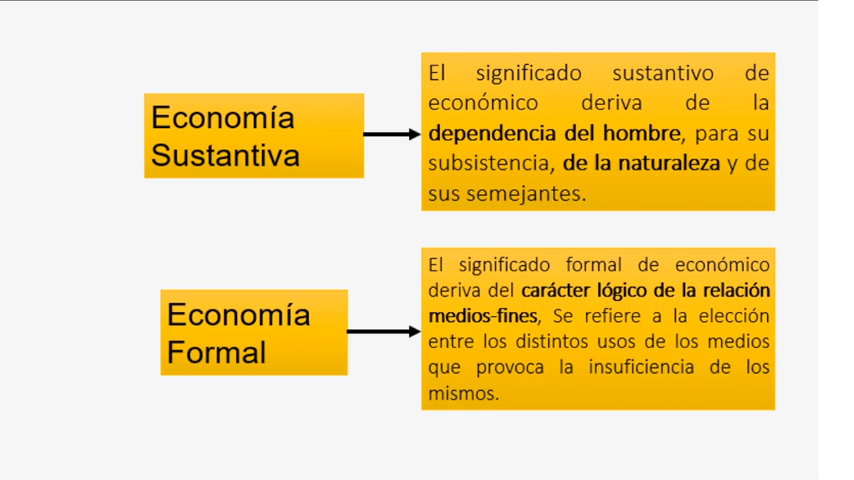 Economía
Sustantiva
El significado sustantivo de
económico deriva de la
dependencia del hombre, para su
subsistencia, de la naturaleza y de
sus semejantes.
Economía
Formal
El significado formal de económico
deriva del carácter lógico de la relación
medios-fines, Se refiere a la elección
entre los distintos usos de los medios
que provoca la insuficiencia de los
mismos.